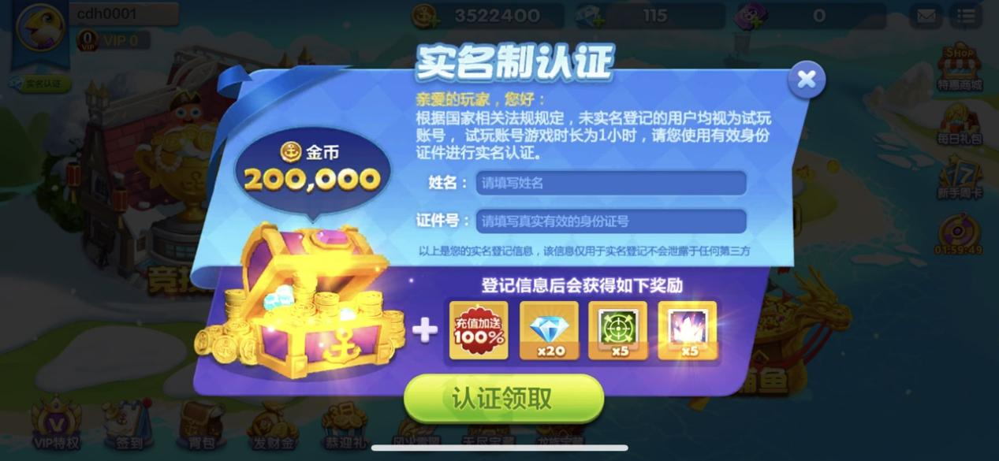 cdh0001
3522400
115
0
0
VIP
VIP 0
实名认证
实名制认证
亲爱的玩家，您好：
根据国家相关法规规定，未实名登记的用户均视为试玩
账号， 试玩账号游戏时长为1小时，请您使用有效身份
证件进行实名认证。
金币
200,000
姓名：
请填写姓名
证件号：
请填写真实有效的身份证号
以上是您的实名登记信息，该信息仅用于实名登记不会泄露于任何第三方
登记信息后会获得如下奖励
充值加送
100%
x20
x5
x5
认证领取
SHOP
特惠商城
每日礼包
新手周卡
01:59:49
竞技
捕鱼
V
VIP特权
签到
背包
发财金
恭迎礼